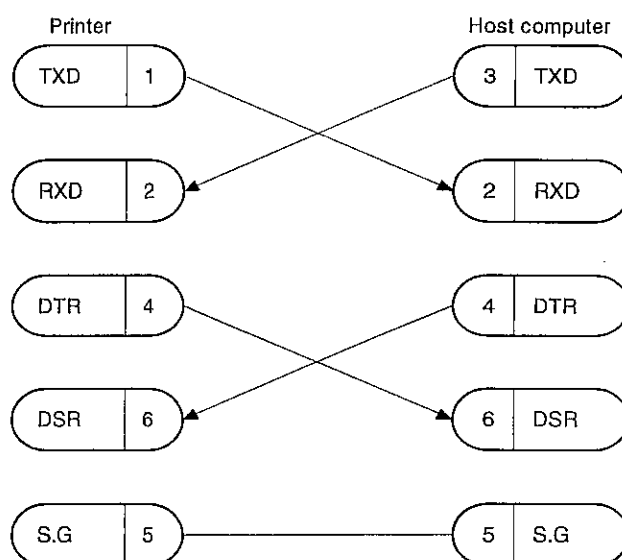 Printer Host computer
TXD 1 3 TXD
RXD 2 2 RXD
DTR 4 4 DTR
DSR 6 6 DSR
S.G 5 5 S.G